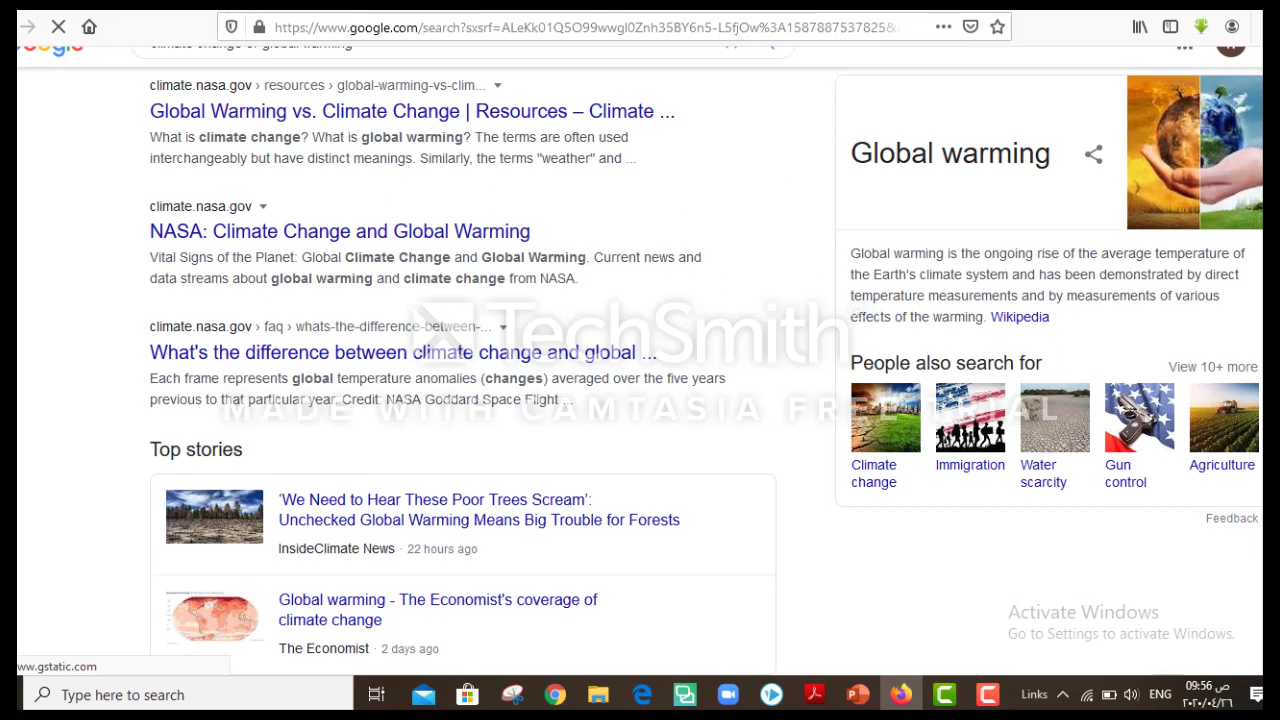 https://www.google.com/search?sxsrf=ALeKk01Q5O99wwgl0Znh35BY6n5-L5fjOw%3A1587887537825&
climate change or global warming
climate.nasa.gov › resources › global-warming-vs-clim...
Global Warming vs. Climate Change | Resources – Climate ...
What is climate change? What is global warming? The terms are often used
interchangeably but have distinct meanings. Similarly, the terms "weather" and ...
climate.nasa.gov
NASA: Climate Change and Global Warming
Vital Signs of the Planet: Global Climate Change and Global Warming. Current news and
data streams about global warming and climate change from NASA.
climate.nasa.gov › faq › whats-the-difference-between-...
What's the difference between climate change and global ...
Each frame represents global temperature anomalies (changes) averaged over the five years
previous to that particular year. Credit: NASA Goddard Space Flight ...
Top stories
‘We Need to Hear These Poor Trees Scream’:
Unchecked Global Warming Means Big Trouble for Forests
InsideClimate News · 22 hours ago
Global warming - The Economist's coverage of
climate change
The Economist · 2 days ago
Global warming
Global warming is the ongoing rise of the average temperature of
the Earth's climate system and has been demonstrated by direct
temperature measurements and by measurements of various
effects of the warming. Wikipedia
People also search for
View 10+ more
Climate change
Immigration
Water scarcity
Gun control
Agriculture
Feedback
TechSmith
MADE WITH CAMTASIA FREE TRIAL
Activate Windows
Go to Settings to activate Windows.
ww.gstatic.com
Type here to search
Links
ENG
09:56 ص
٢٠٢٠/٠٤/٢٦